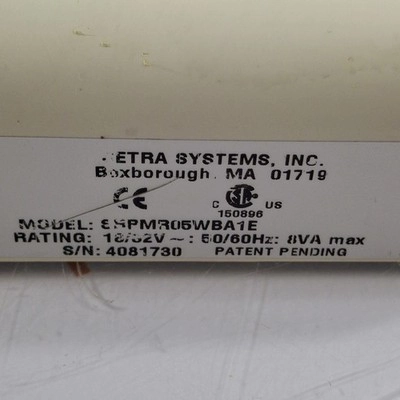 ETRA SYSTEMS, INC.
Boxborough, MA 01719
CE C US
150896
MODEL: SRPMR05WBA1E
RATING: 18/32V ~ : 50/60Hz: 8VA max
S/N: 4081730 PATENT PENDING